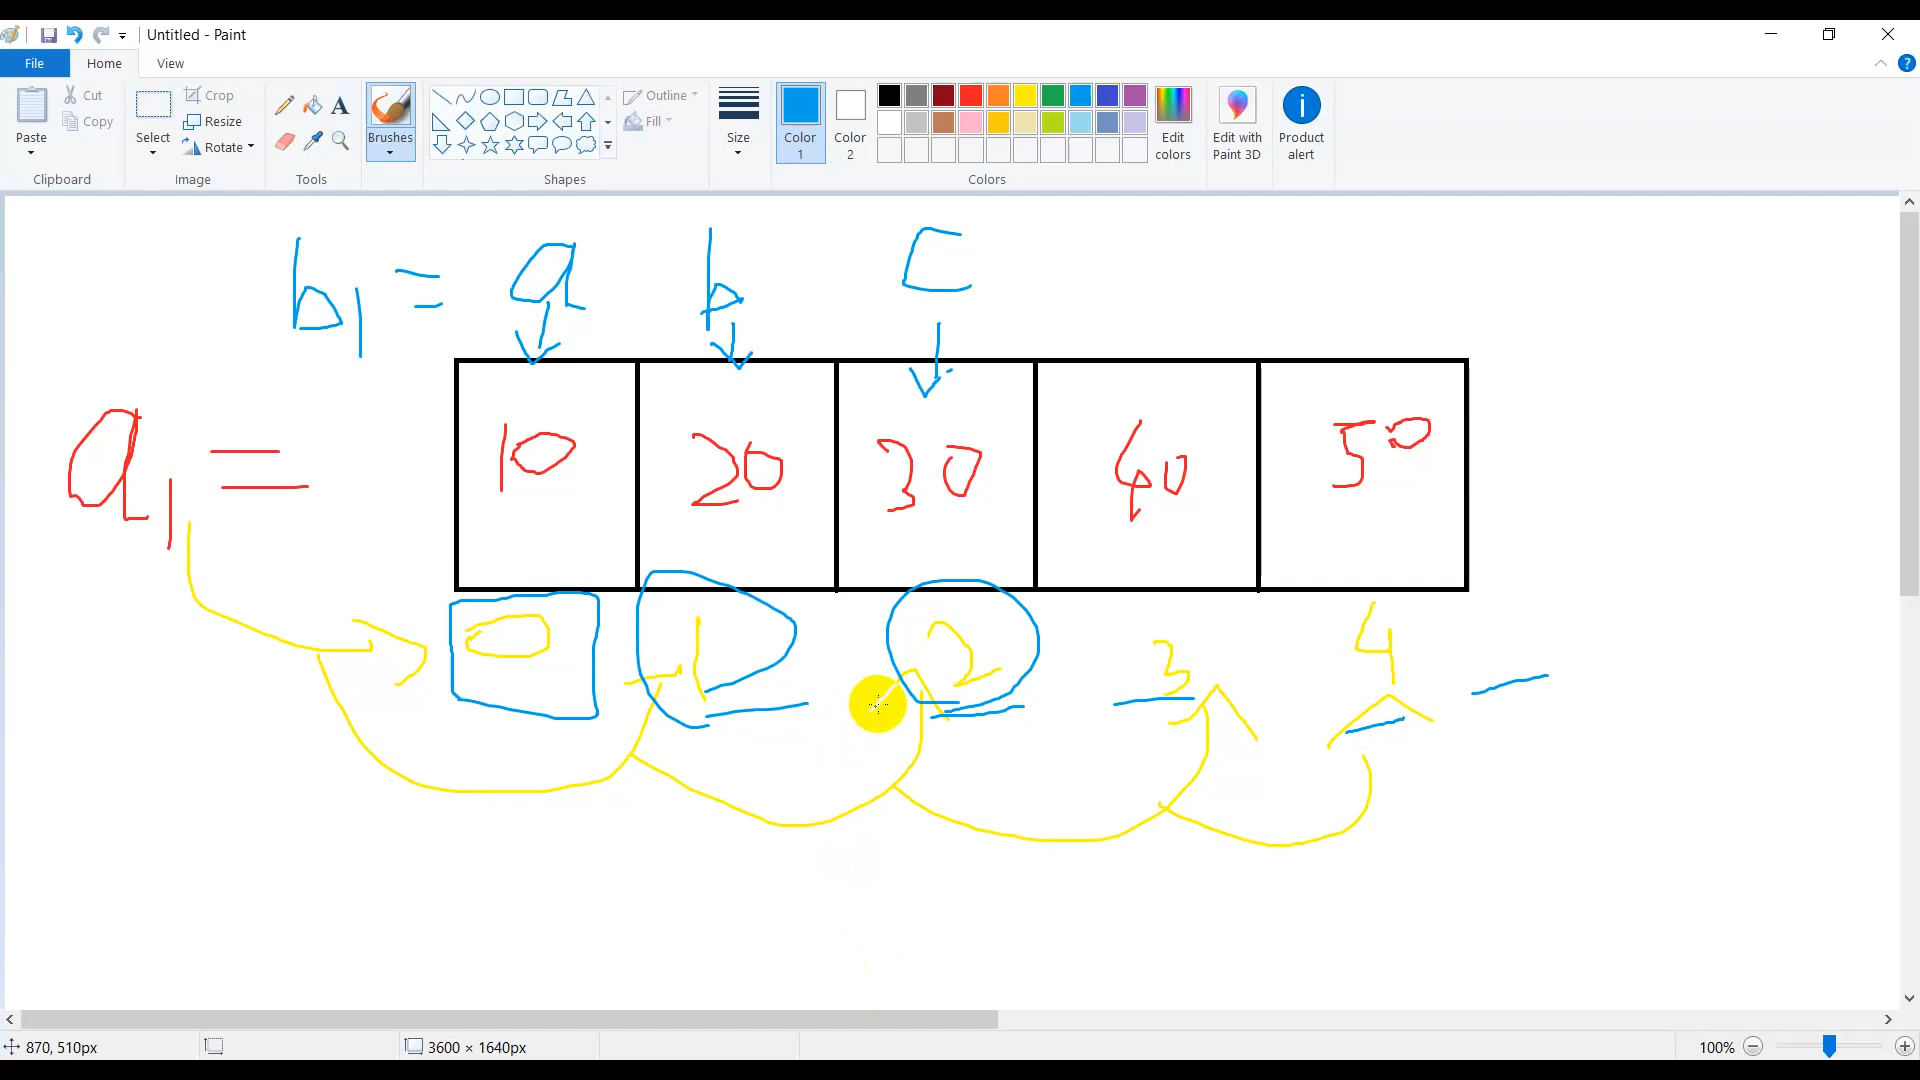 Untitled - Paint
File Home View
Paste
Cut
Copy
Clipboard
Select
Crop
Resize
Rotate
Image
Tools
Brushes
Shapes
Outline
Fill
Size
Color 1
Color 2
Colors
Edit colors
Edit with Paint 3D
Product alert
b1 = a b C
a1 = 10 20 30 40 50
0 1 2 3 4
870, 510px
3600 × 1640px
100%